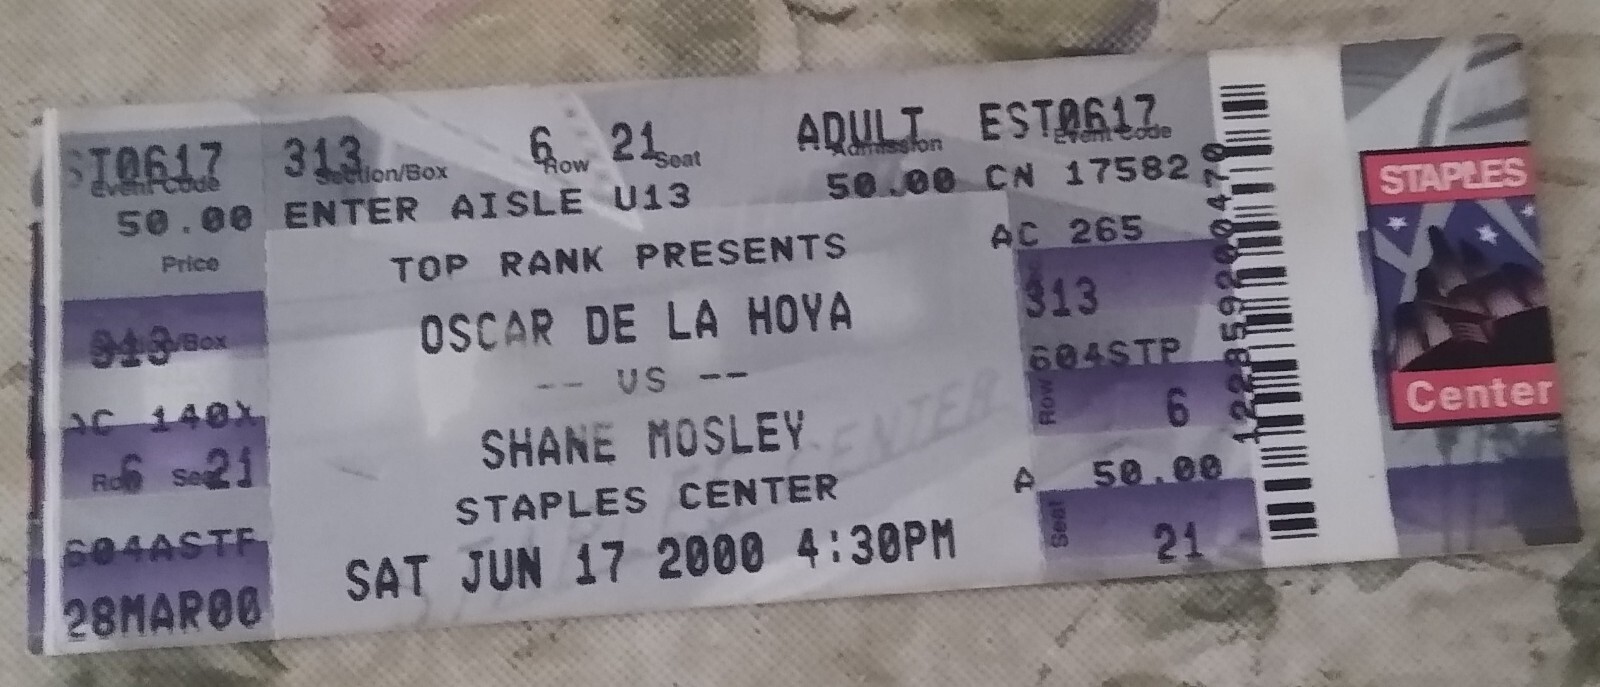 ST0617 313 6 21 ADULT EST0617
Event Code Section/Box Row Seat Admission Event Code
50.00 ENTER AISLE U13 50.00 CN 17582
Price
TOP RANK PRESENTS
AC 265
OSCAR DE LA HOYA
313
313
/Box
-- VS --
604STP
AC 140X
SHANE MOSLEY
Row 6
6 21
STAPLES CENTER
A 50.00
604ASTF
SAT JUN 17 2000 4:30PM
Seat 21
28MAR00
STAPLES
Center